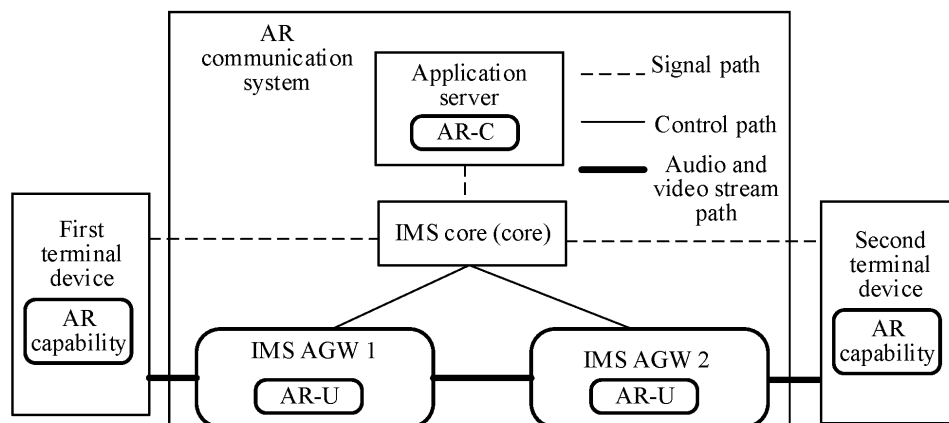 AR
communication
system
Application
server
AR-C
Signal path
Control path
Audio and
video stream
path
First
terminal
device
AR
capability
IMS core (core)
Second
terminal
device
AR
capability
IMS AGW 1
AR-U
IMS AGW 2
AR-U